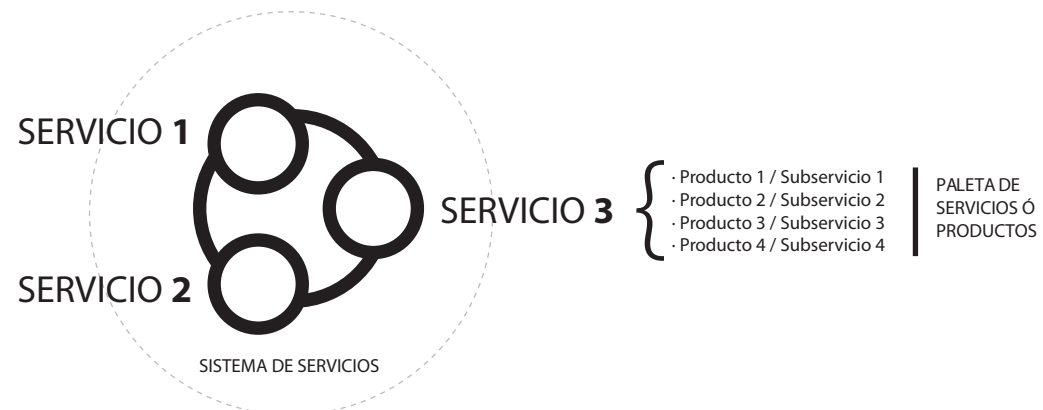 SERVICIO 1
SERVICIO 2
SISTEMA DE SERVICIOS
SERVICIO 3
· Producto 1 / Subservicio 1
· Producto 2 / Subservicio 2
· Producto 3 / Subservicio 3
· Producto 4 / Subservicio 4
PALETA DE
SERVICIOS Ó
PRODUCTOS